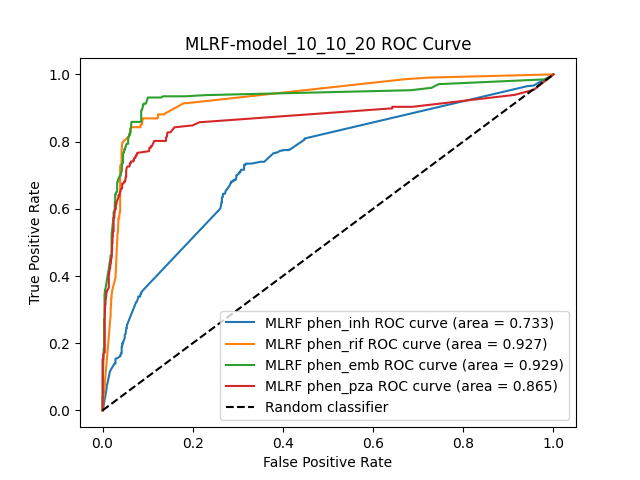 MLRF-model_10_10_20 ROC Curve
True Positive Rate
1.0
0.8
0.6
0.4
0.2
0.0
MLRF phen_inh ROC curve (area = 0.733)
MLRF phen_rif ROC curve (area = 0.927)
MLRF phen_emb ROC curve (area = 0.929)
MLRF phen_pza ROC curve (area = 0.865)
Random classifier
0.0 0.2 0.4 0.6 0.8 1.0
False Positive Rate